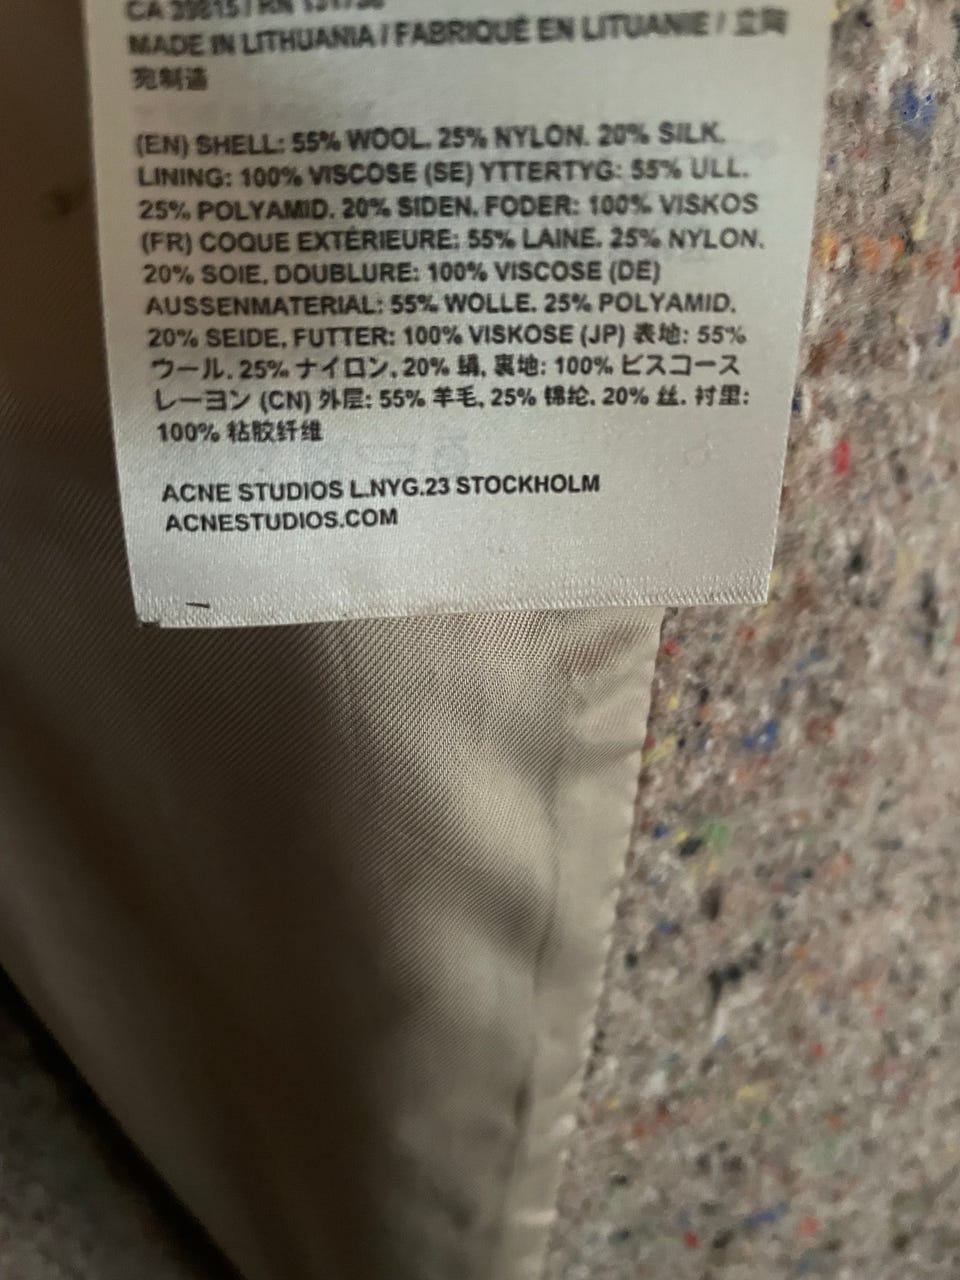 CA 39815 / RN 131738
MADE IN LITHUANIA / FABRIQUÉ EN LITUANIE / 立陶
宛制造
(EN) SHELL: 55% WOOL. 25% NYLON. 20% SILK.
LINING: 100% VISCOSE (SE) YTTERTYG: 55% ULL.
25% POLYAMID. 20% SIDEN. FODER: 100% VISKOS
(FR) COQUE EXTÉRIEURE: 55% LAINE. 25% NYLON.
20% SOIE. DOUBLURE: 100% VISCOSE (DE)
AUSSENMATERIAL: 55% WOLLE. 25% POLYAMID.
20% SEIDE. FUTTER: 100% VISKOSE (JP) 表地: 55%
ウール. 25% ナイロン. 20% 絹. 裏地: 100% ビスコース
レーヨン (CN) 外层: 55% 羊毛. 25% 锦纶. 20% 丝. 衬里:
100% 粘胶纤维
ACNE STUDIOS L.NYG.23 STOCKHOLM
ACNESTUDIOS.COM